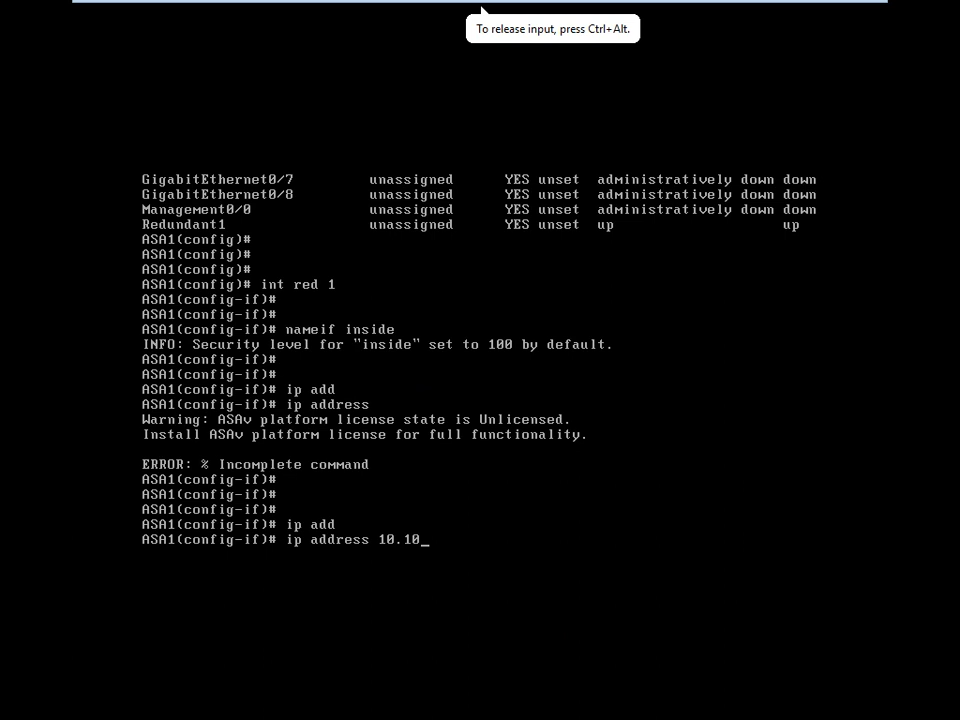 To release input, press Ctrl+Alt.
GigabitEthernet0/7 unassigned YES unset administratively down down
GigabitEthernet0/8 unassigned YES unset administratively down down
Management0/0 unassigned YES unset administratively down down
Redundant1 unassigned YES unset up up
ASA1(config)#
ASA1(config)#
ASA1(config)#
ASA1(config)# int red 1
ASA1(config-if)#
ASA1(config-if)#
ASA1(config-if)# nameif inside
INFO: Security level for "inside" set to 100 by default.
ASA1(config-if)#
ASA1(config-if)#
ASA1(config-if)# ip add
ASA1(config-if)# ip address
Warning: ASAv platform license state is Unlicensed.
Install ASAv platform license for full functionality.
ERROR: % Incomplete command
ASA1(config-if)#
ASA1(config-if)#
ASA1(config-if)#
ASA1(config-if)# ip add
ASA1(config-if)# ip address 10.10_